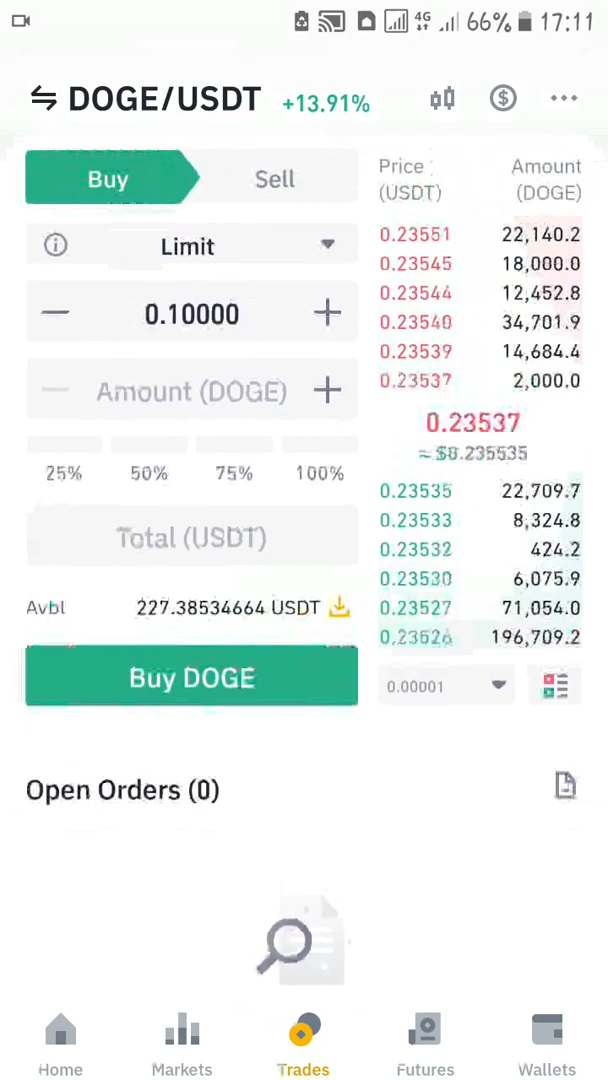 4G 66% 17:11
DOGE/USDT +13.91%
Buy Sell
Limit
0.10000
Amount (DOGE)
25% 50% 75% 100%
Total (USDT)
Avbl 227.38534664 USDT
Buy DOGE
Price Amount
(USDT) (DOGE)
0.23551 22,140.2
0.23545 18,000.0
0.23544 12,452.8
0.23540 34,701.9
0.23539 14,684.4
0.23537 2,000.0
0.23537
≈ $0.235535
0.23535 22,709.7
0.23533 8,324.8
0.23532 424.2
0.23530 6,075.9
0.23527 71,054.0
0.23526 196,709.2
0.00001
Open Orders (0)
Home Markets Trades Futures Wallets